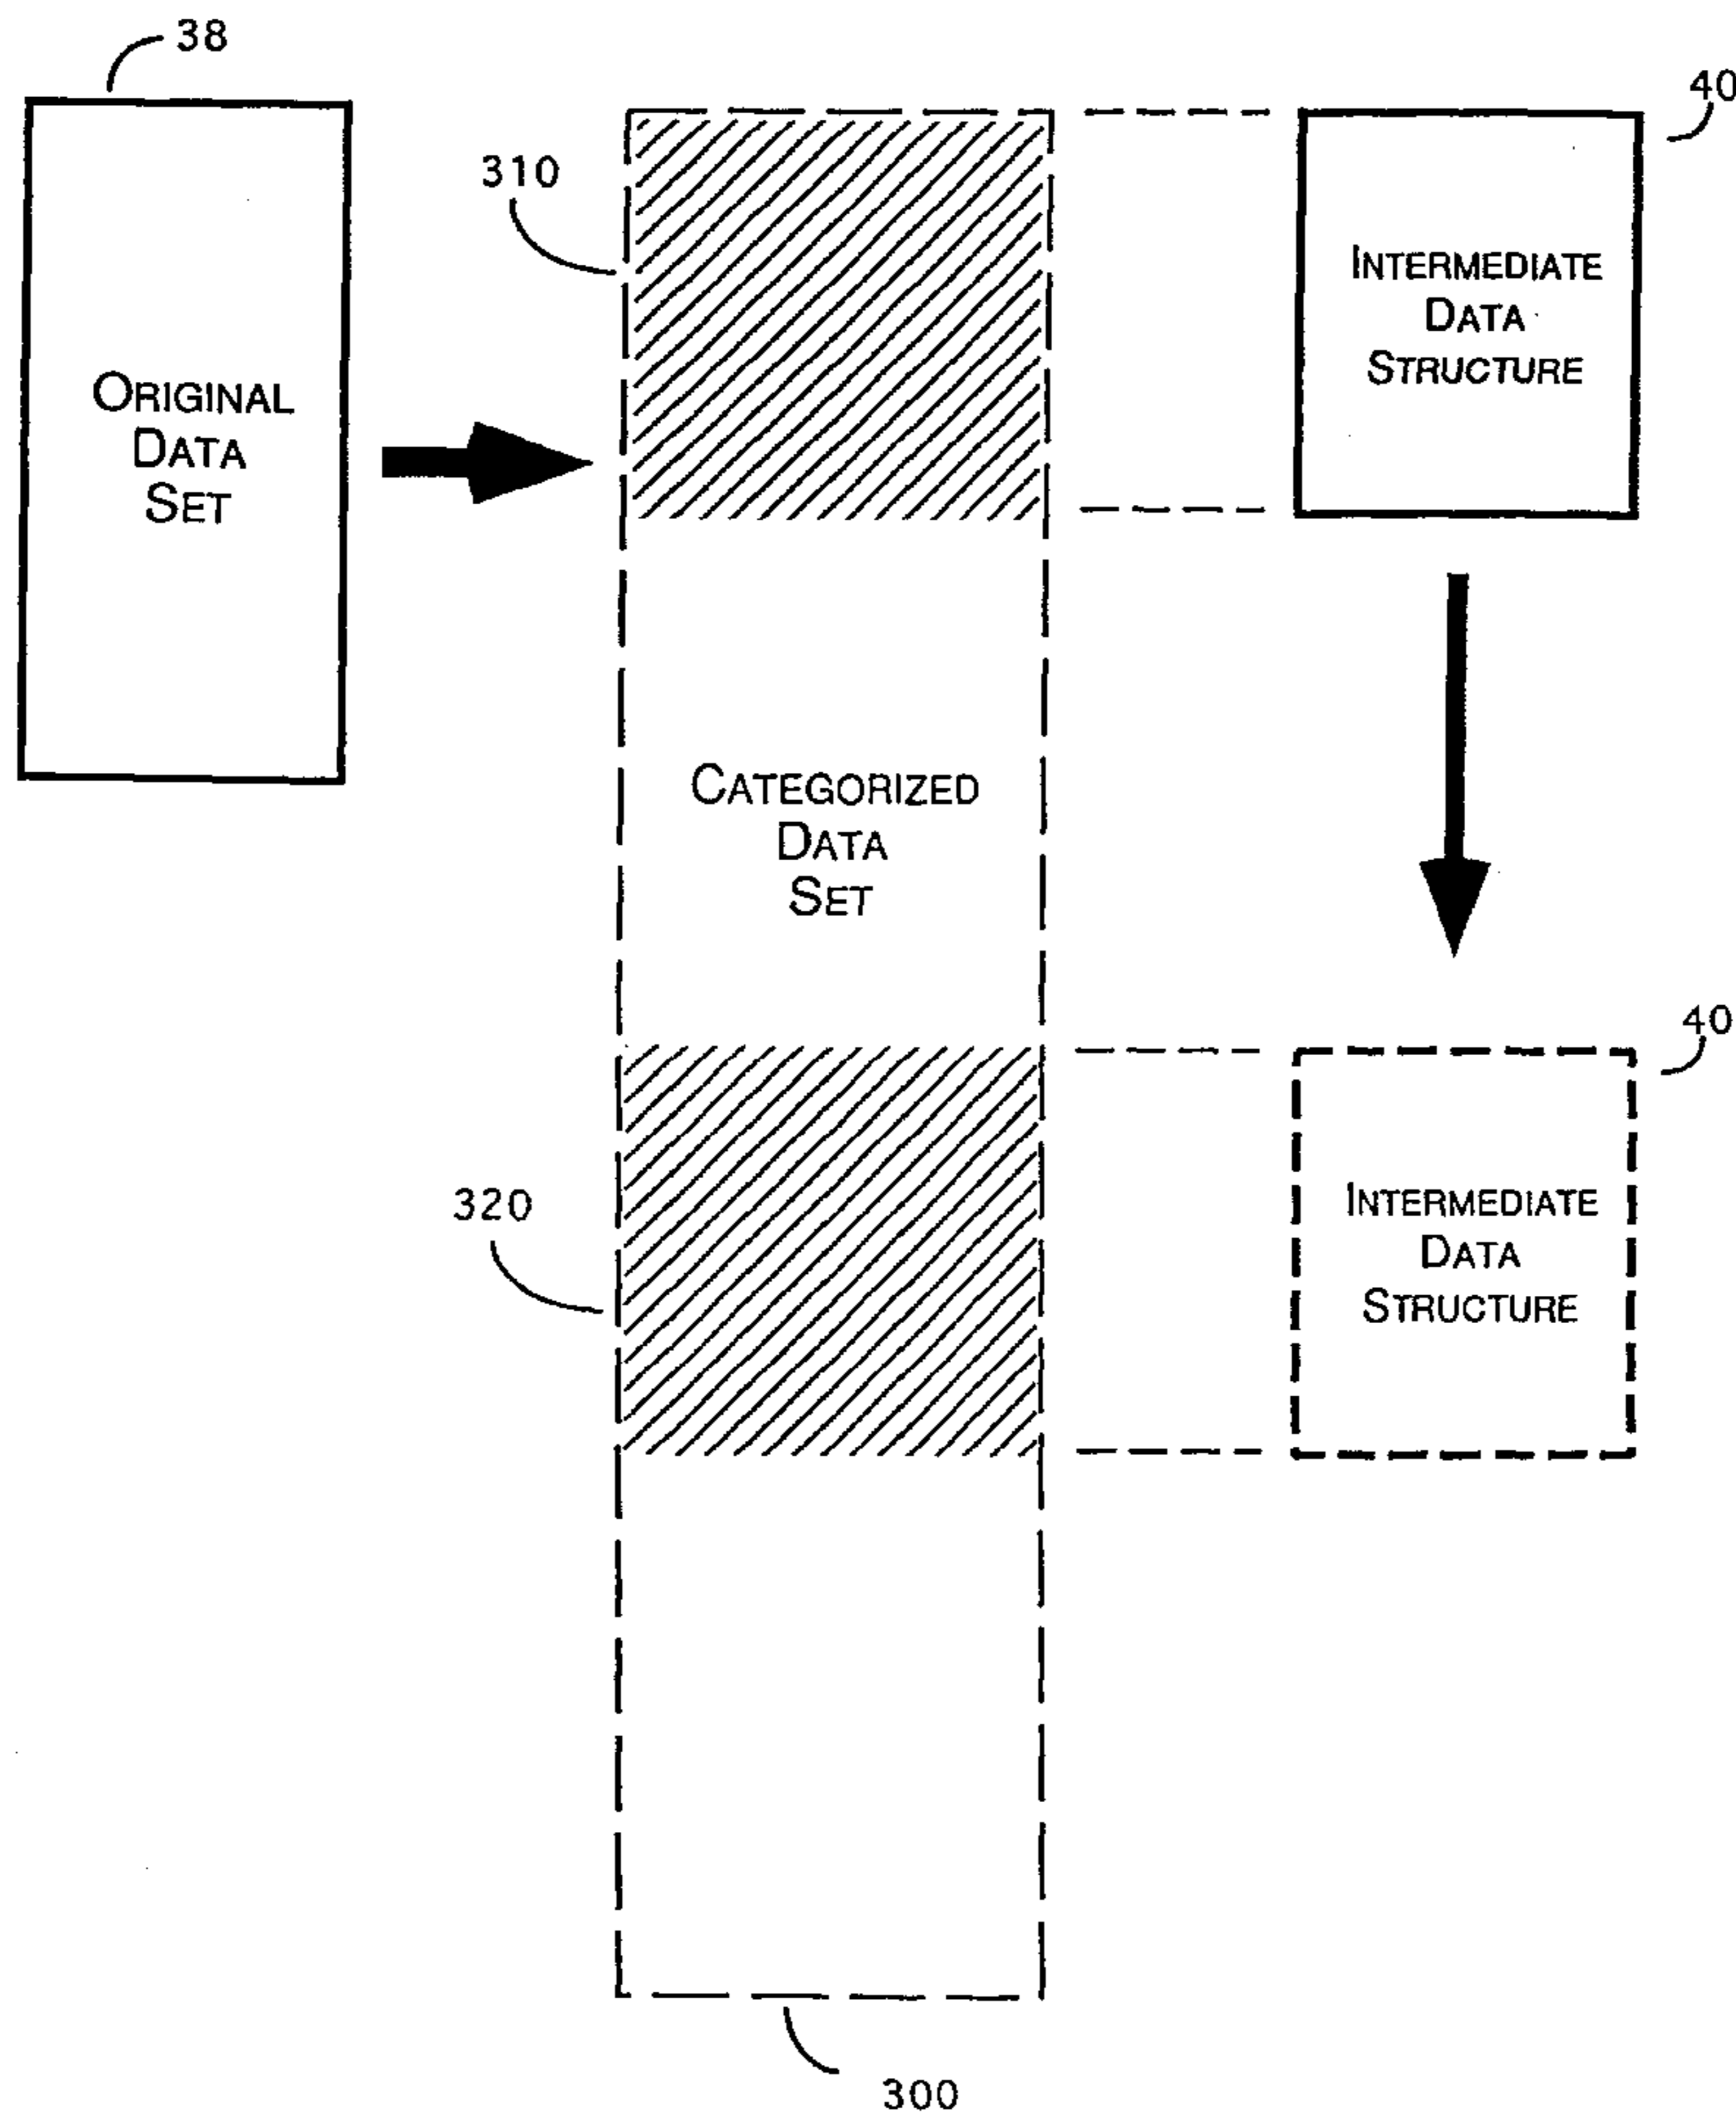 38
40
310
INTERMEDIATE
DATA
STRUCTURE
ORIGINAL
DATA
SET
CATEGORIZED
DATA
SET
40
320
INTERMEDIATE
DATA
STRUCTURE
300